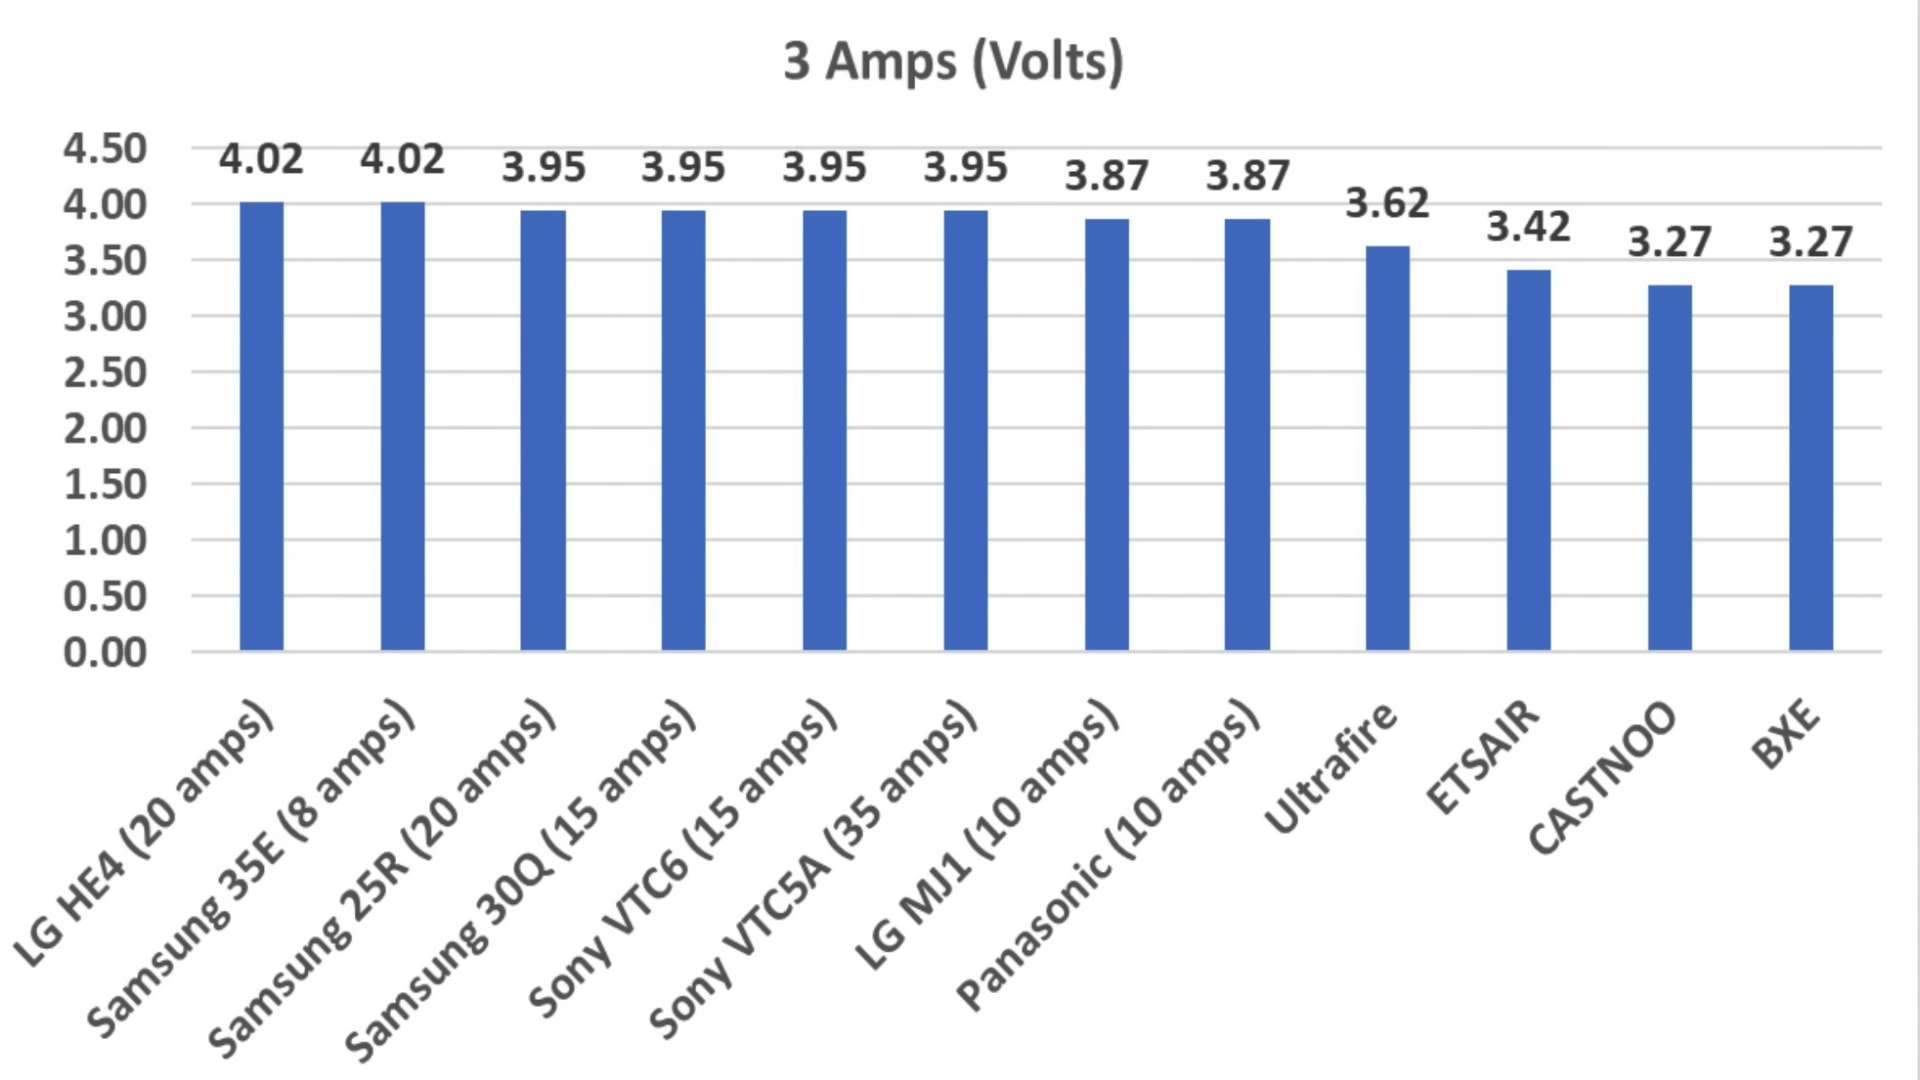 3 Amps (Volts)
4.50
4.00
3.50
3.00
2.50
2.00
1.50
1.00
0.50
0.00
4.02
4.02
3.95
3.95
3.95
3.95
3.87
3.87
3.62
3.42
3.27
3.27
LG HE4 (20 amps)
Samsung 35E (8 amps)
Samsung 25R (20 amps)
Samsung 30Q (15 amps)
Sony VTC6 (15 amps)
Sony VTC5A (35 amps)
LG MJ1 (10 amps)
Panasonic (10 amps)
Ultrafire
ETSAIR
CASTNOO
BXE